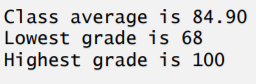 Class average is 84.90
Lowest grade is 68
Highest grade is 100